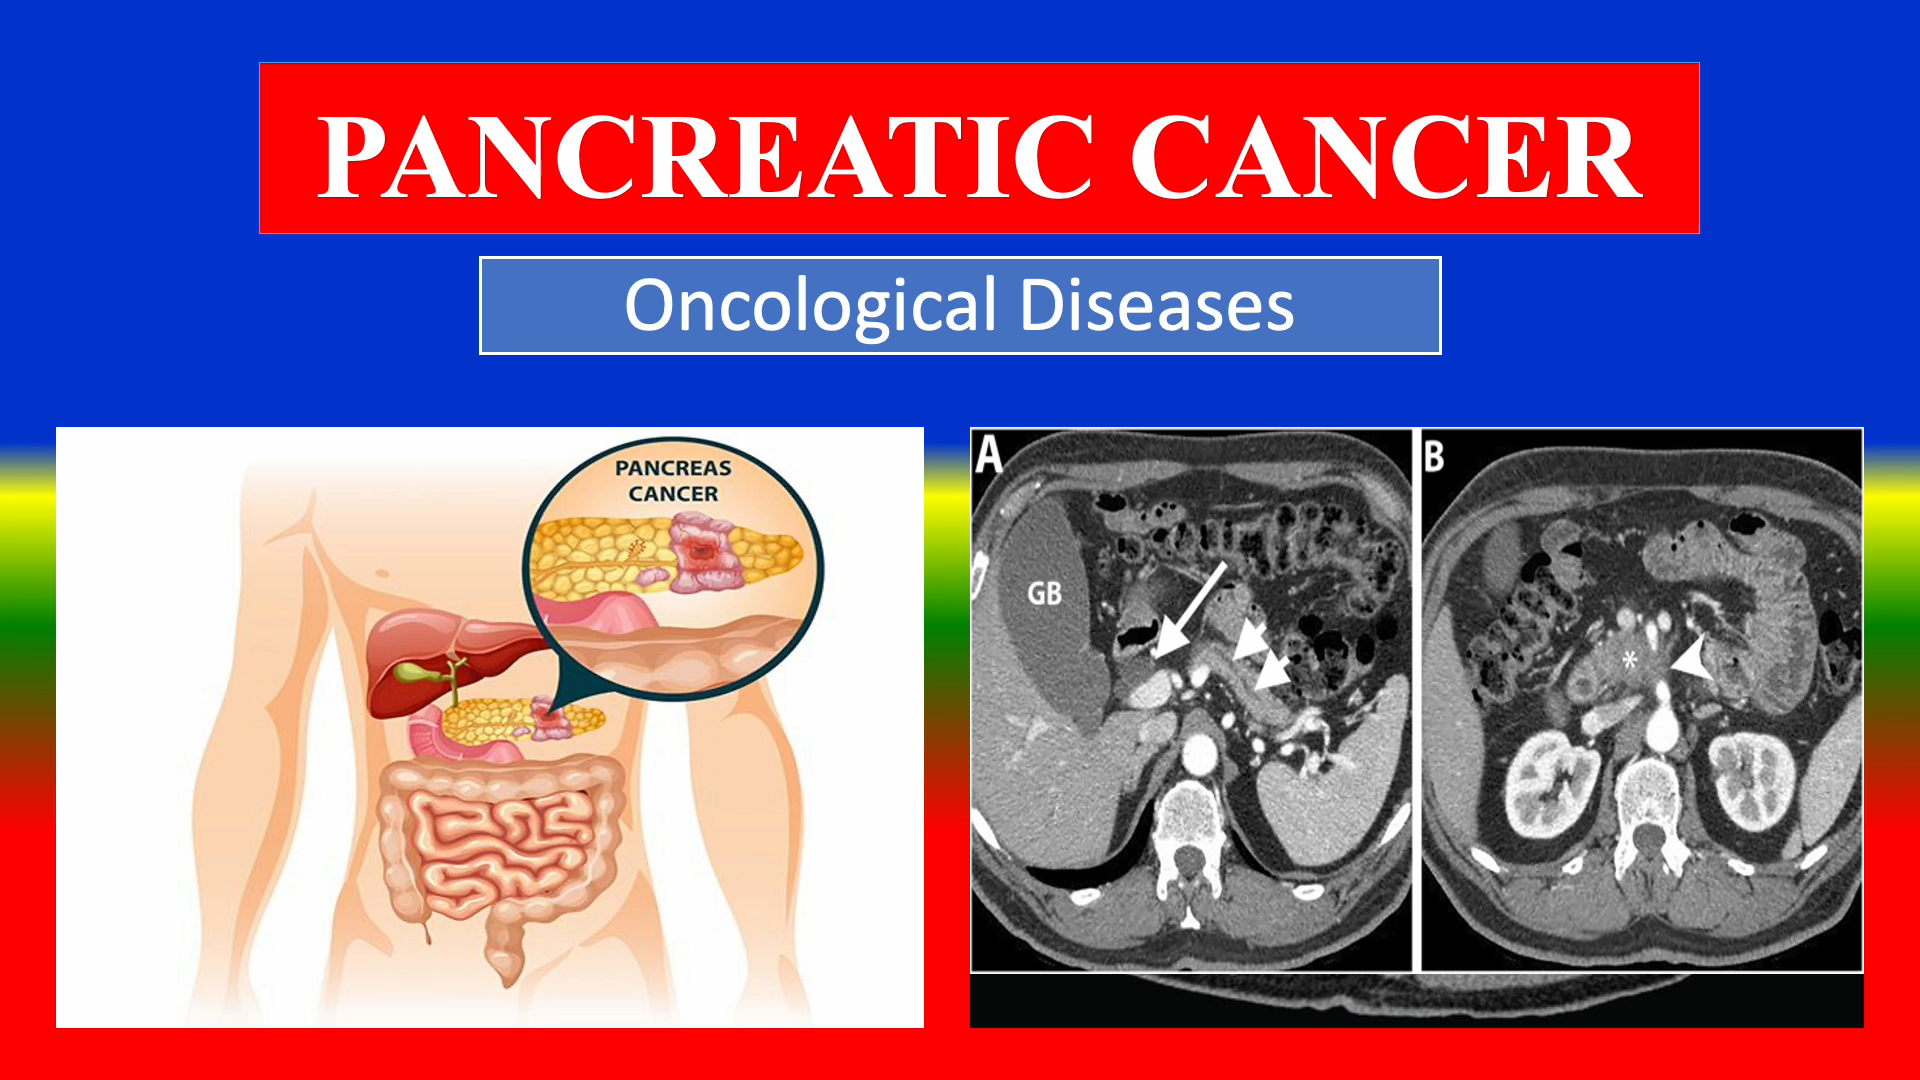 PANCREATIC CANCER
Oncological Diseases
PANCREAS
CANCER
A
GB
B
*